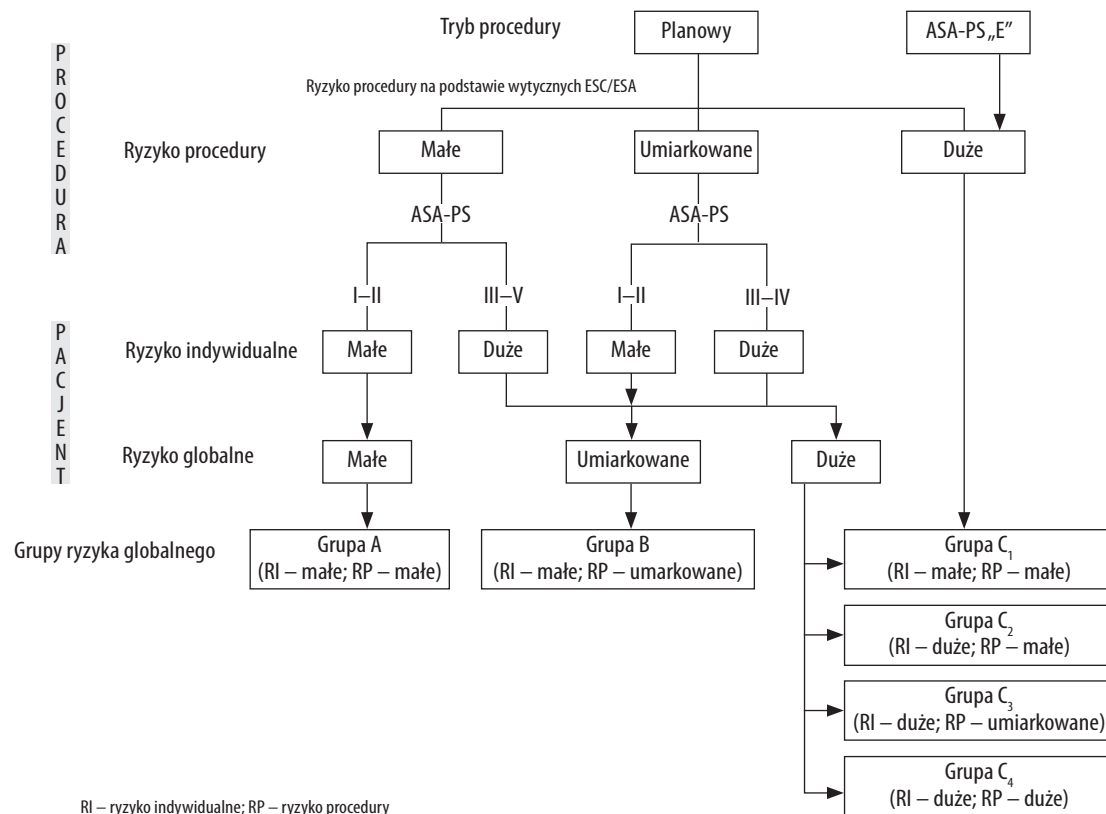 PROCEDURA
Tryb procedury
Planowy
ASA-PS„E”
Ryzyko procedury na podstawie wytycznych ESC/ESA
Ryzyko procedury
Małe
Umiarkowane
Duże
ASA-PS
ASA-PS
I–II
III–V
I–II
III–IV
PACJENT
Ryzyko indywidualne
Małe
Duże
Małe
Duże
Ryzyko globalne
Małe
Umiarkowane
Duże
Grupy ryzyka globalnego
Grupa A
(RI – małe; RP – małe)
Grupa B
(RI – małe; RP – umarkowane)
Grupa C1
(RI – małe; RP – małe)
Grupa C2
(RI – duże; RP – małe)
Grupa C3
(RI – duże; RP – umiarkowane)
Grupa C4
(RI – duże; RP – duże)
RI – ryzyko indywidualne; RP – ryzyko procedury